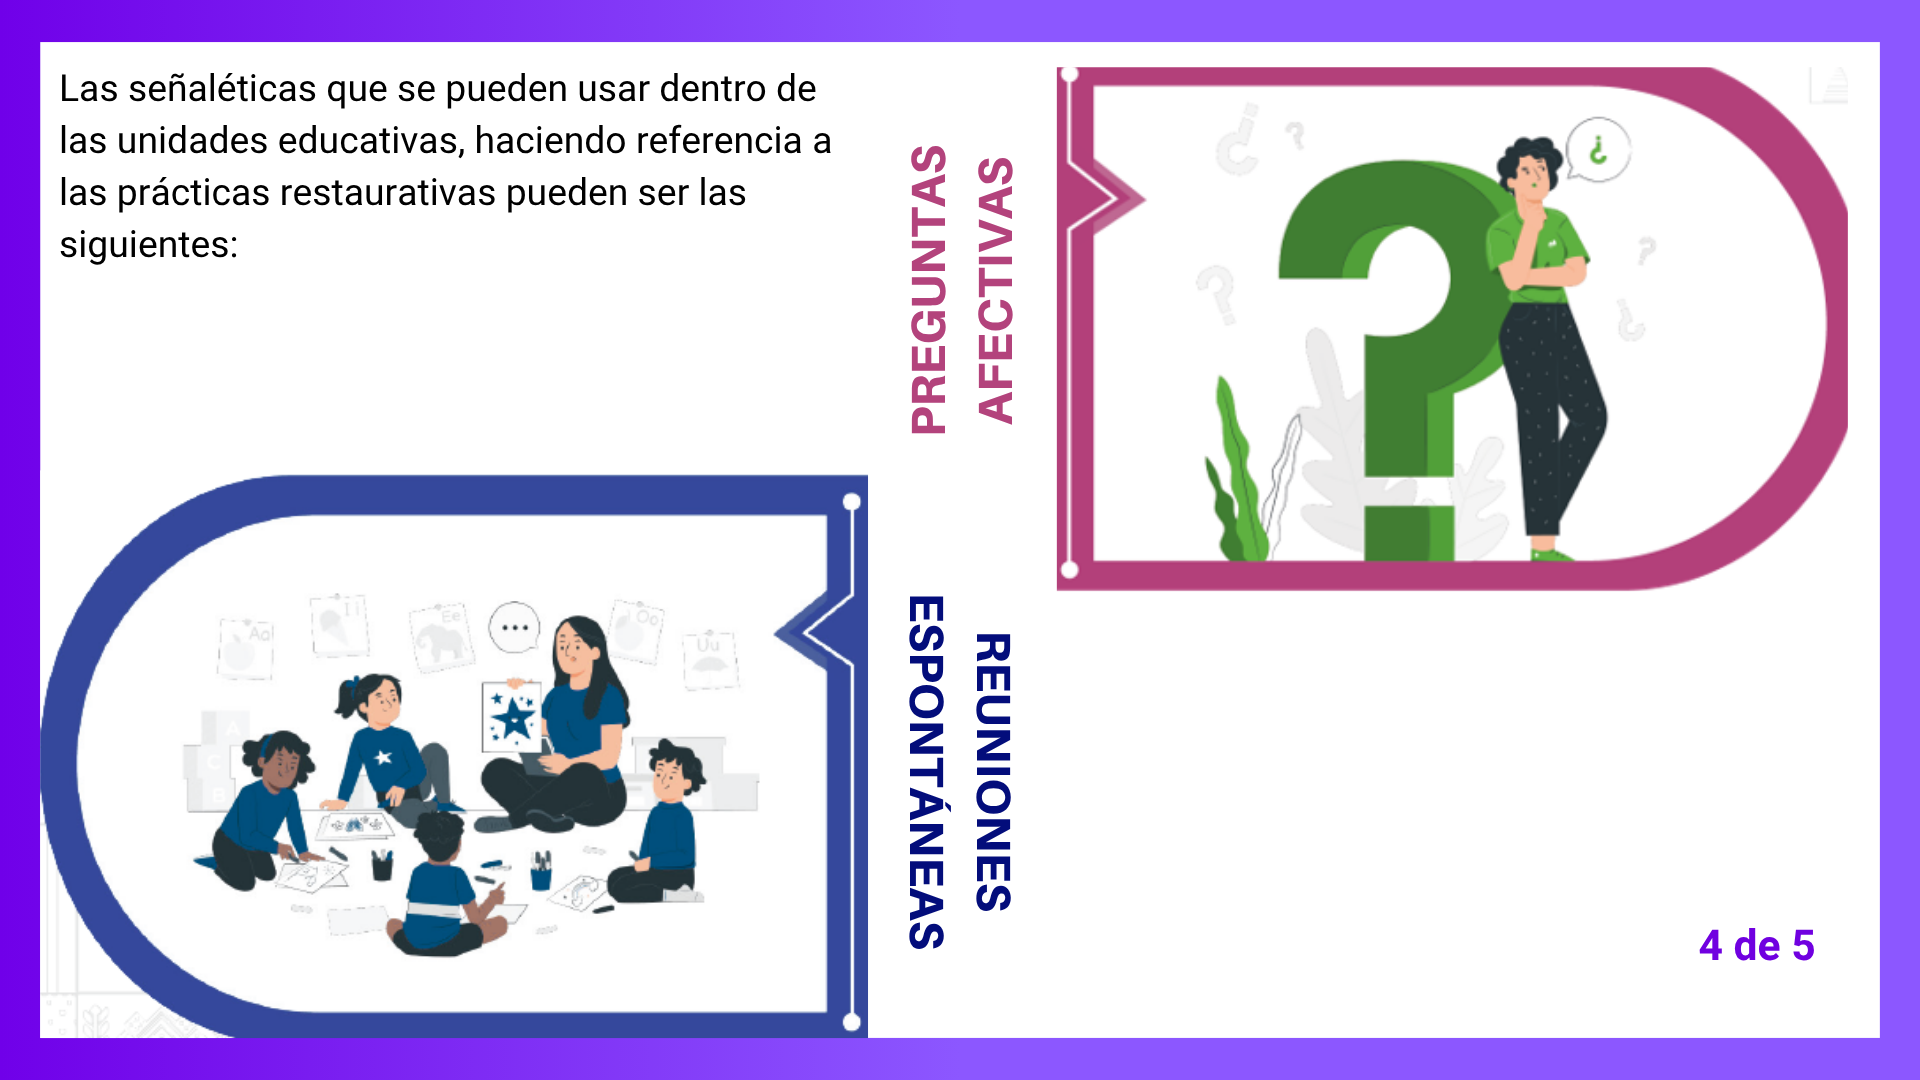 Las señaléticas que se pueden usar dentro de
las unidades educativas, haciendo referencia a
las prácticas restaurativas pueden ser las
siguientes:
PREGUNTAS
AFECTIVAS
¿
Aa
Ii
Ee
Oo
Uu
A
C
B
REUNIONES
ESPONTÁNEAS
4 de 5